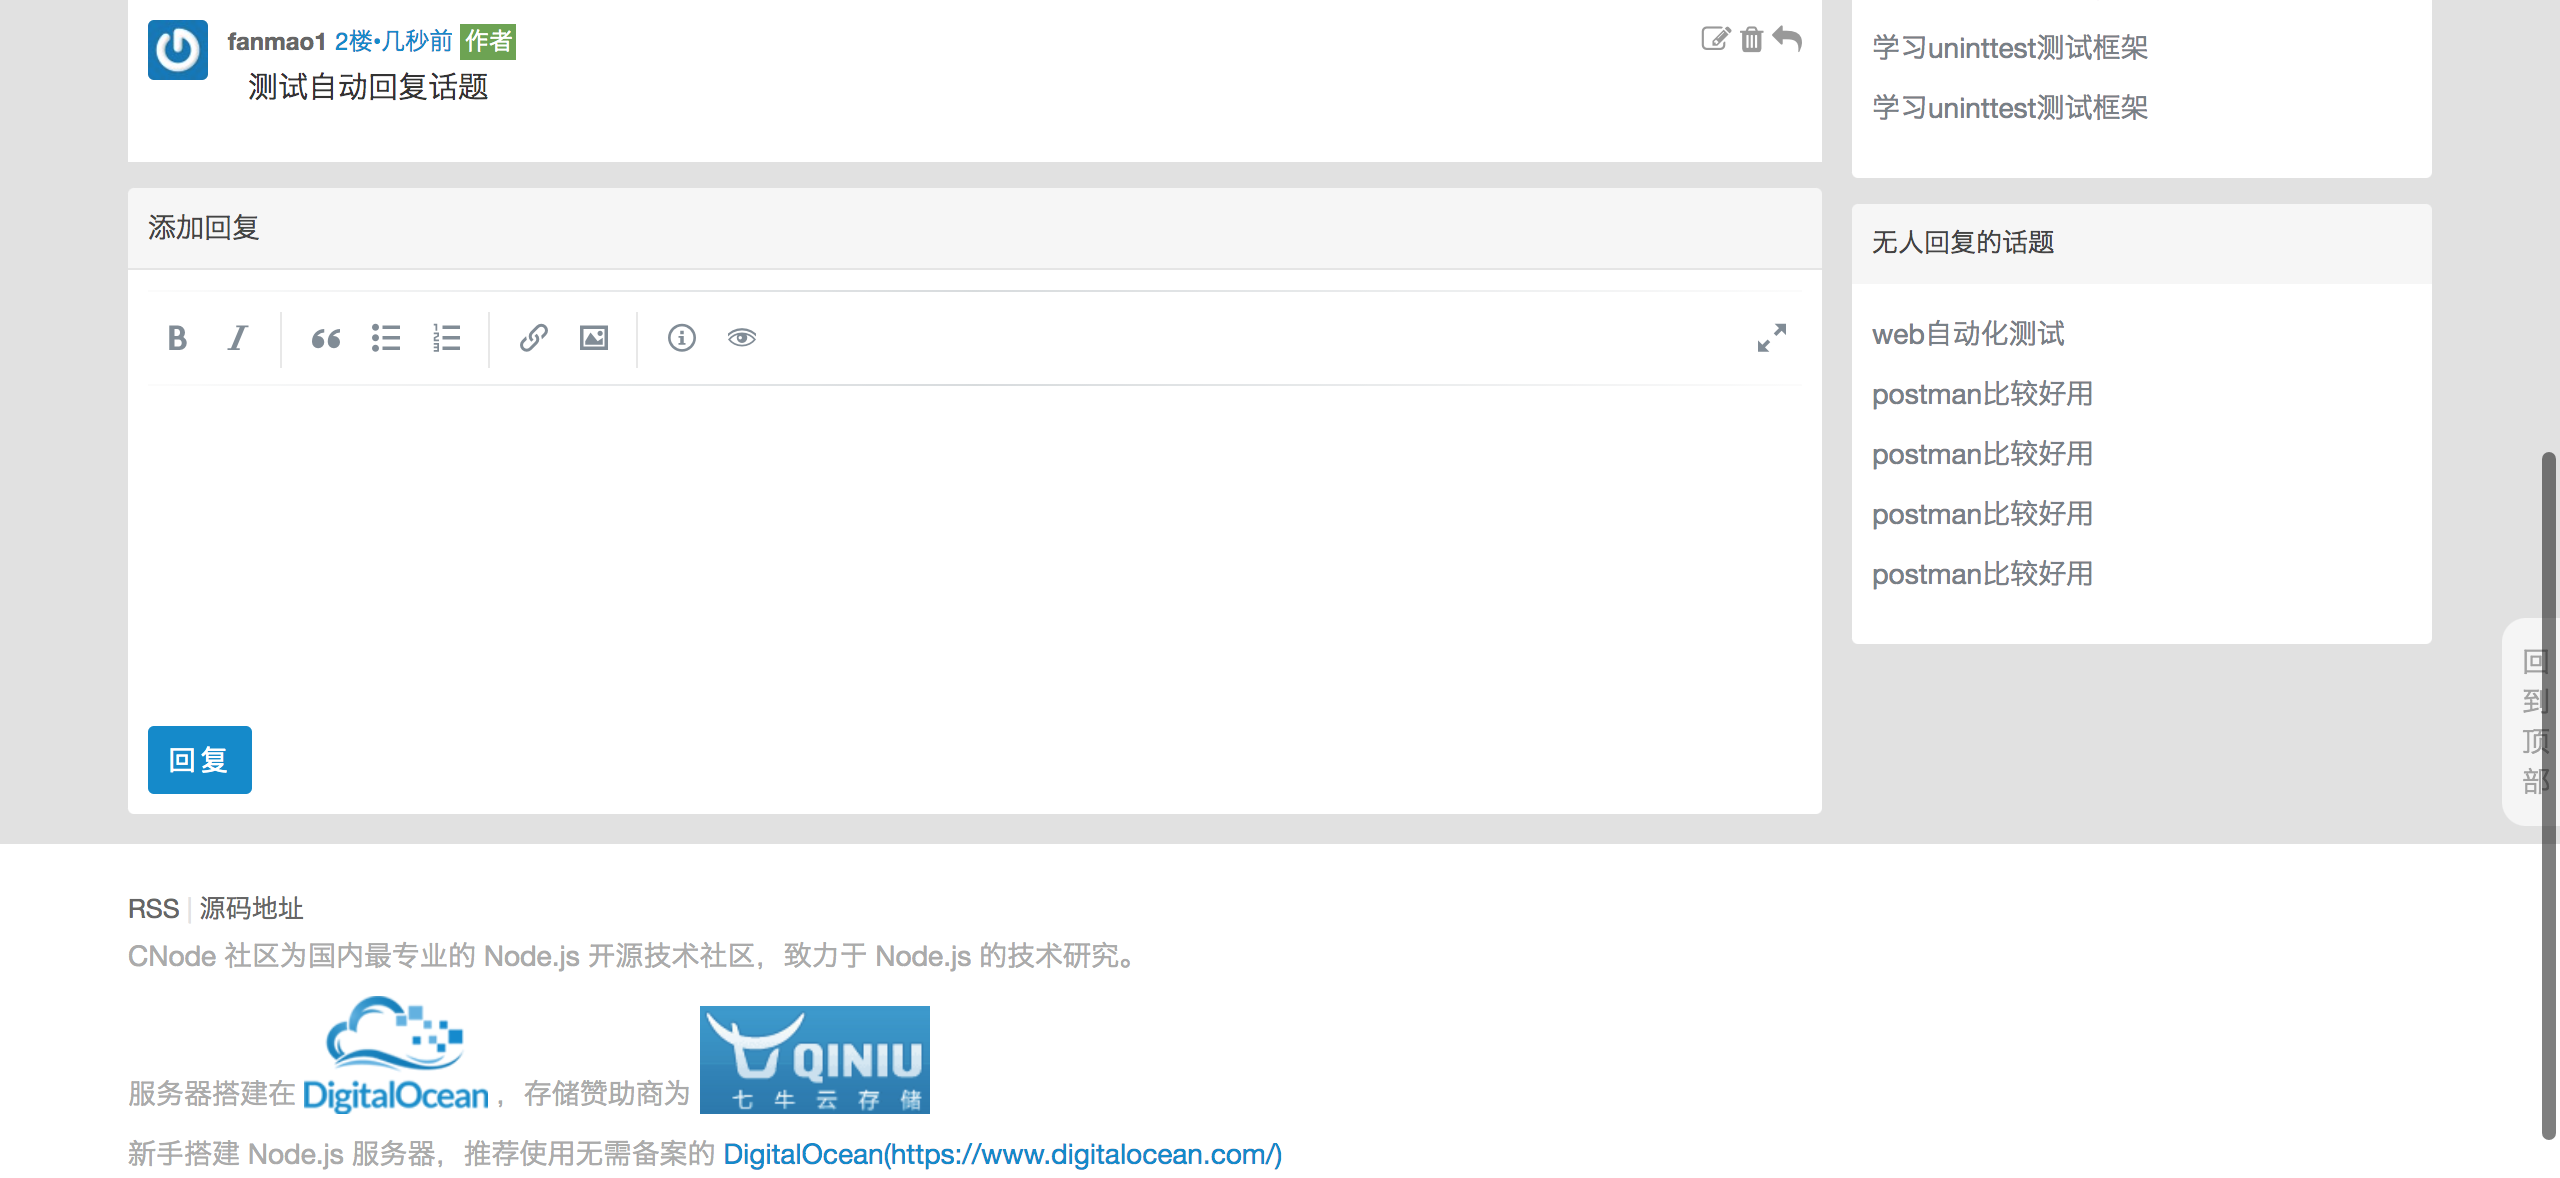 fanmao1 2楼•几秒前 作者
测试自动回复话题
添加回复
回复
学习uninttest测试框架
学习uninttest测试框架
无人回复的话题
web自动化测试
postman比较好用
postman比较好用
postman比较好用
postman比较好用
回到顶部
RSS | 源码地址
CNode 社区为国内最专业的 Node.js 开源技术社区，致力于 Node.js 的技术研究。
服务器搭建在 DigitalOcean ，存储赞助商为 QINIU 七牛云存储
新手搭建 Node.js 服务器，推荐使用无需备案的 DigitalOcean(https://www.digitalocean.com/)